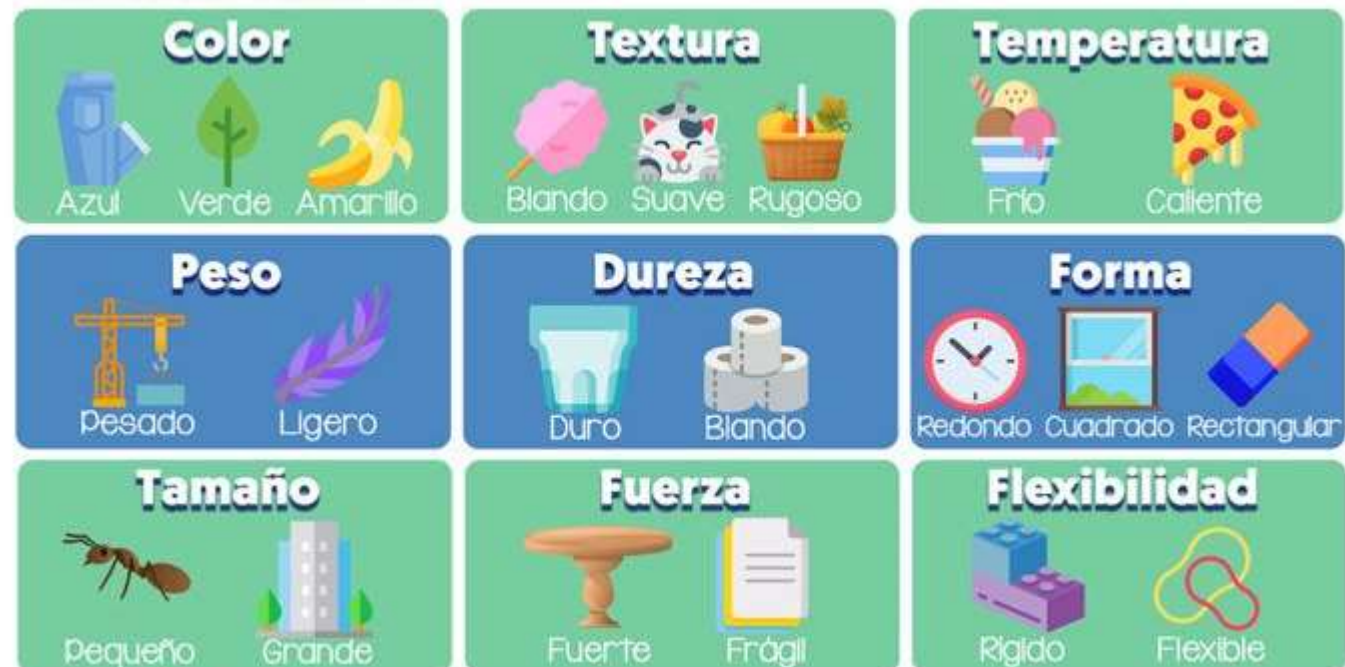 Color
Azul Verde Amarillo
Textura
Blando Suave Rugoso
Temperatura
Frío Caliente
Peso
Pesado Ligero
Dureza
Duro Blando
Forma
Redondo Cuadrado Rectangular
Tamaño
Pequeño Grande
Fuerza
Fuerte Frágil
Flexibilidad
Rígido Flexible